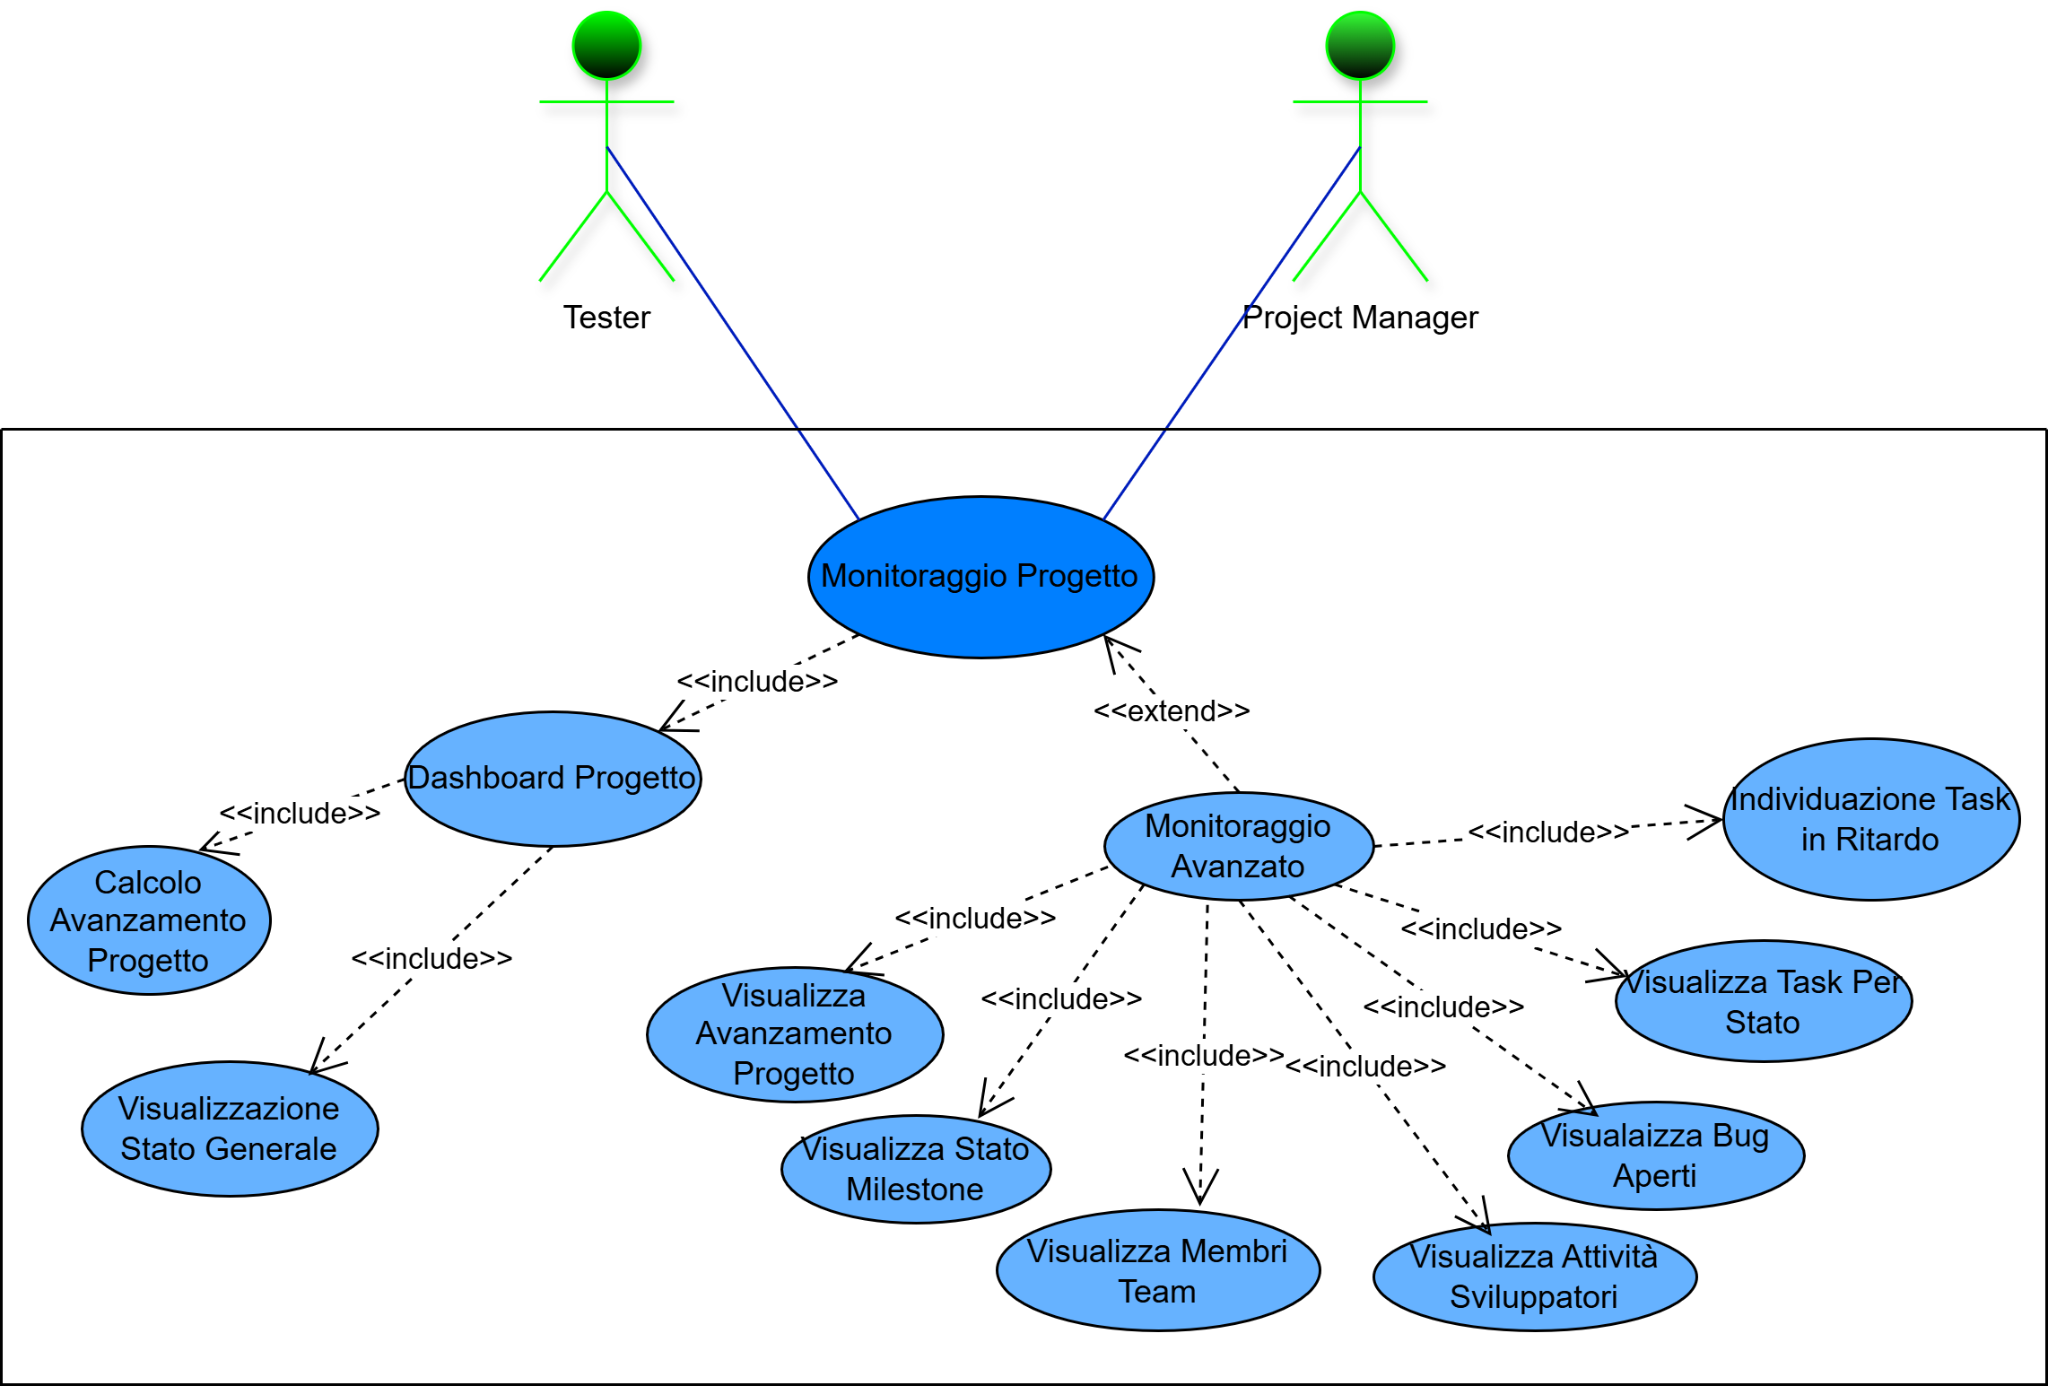 Tester
Project Manager
Monitoraggio Progetto
<<include>>
<<extend>>
Dashboard Progetto
<<include>>
Calcolo
Avanzamento
Progetto
<<include>>
Visualizzazione
Stato Generale
Monitoraggio
Avanzato
<<include>>
Individuazione Task
in Ritardo
<<include>>
Visualizza Task Per
Stato
<<include>>
Visualizza
Avanzamento
Progetto
<<include>>
Visualizza Stato
Milestone
<<include>>
Visualizza Membri
Team
<<include>>
Visualizza Attività
Sviluppatori
<<include>>
Visualaizza Bug
Aperti